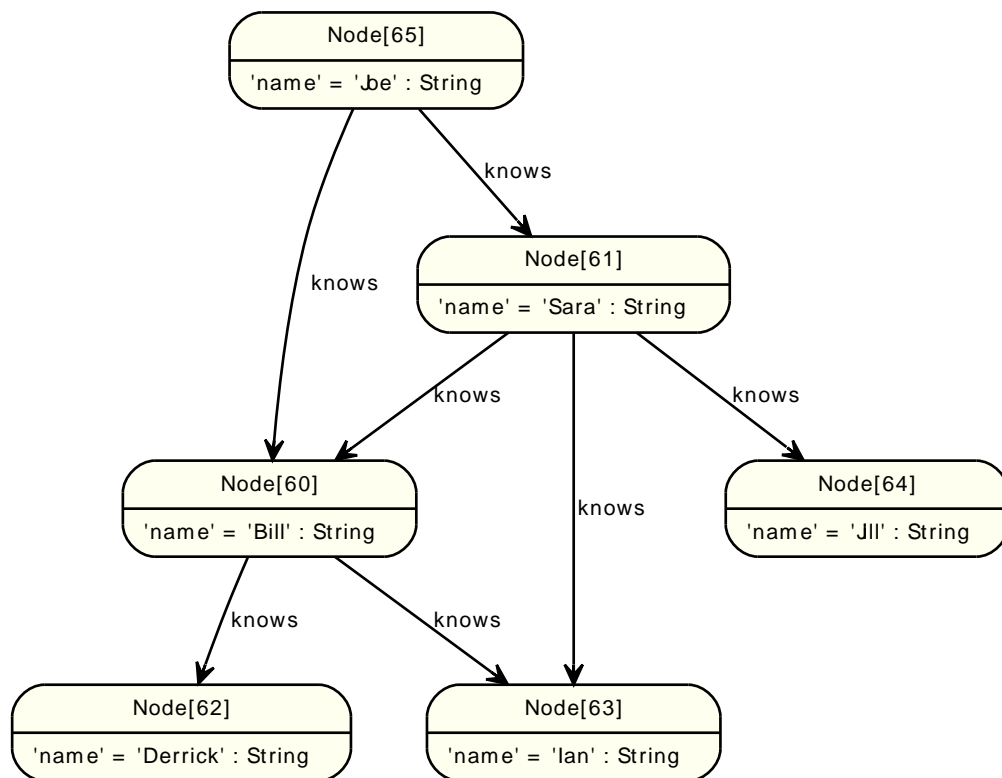 Node[65]
'name' = 'Joe' : String
knows
Node[61]
knows
'name' = 'Sara' : String
knows
knows
Node[60]
Node[64]
knows
'name' = 'Bill' : String
'name' = 'Jill' : String
knows
knows
Node[62]
Node[63]
'name' = 'Derrick' : String
'name' = 'Ian' : String